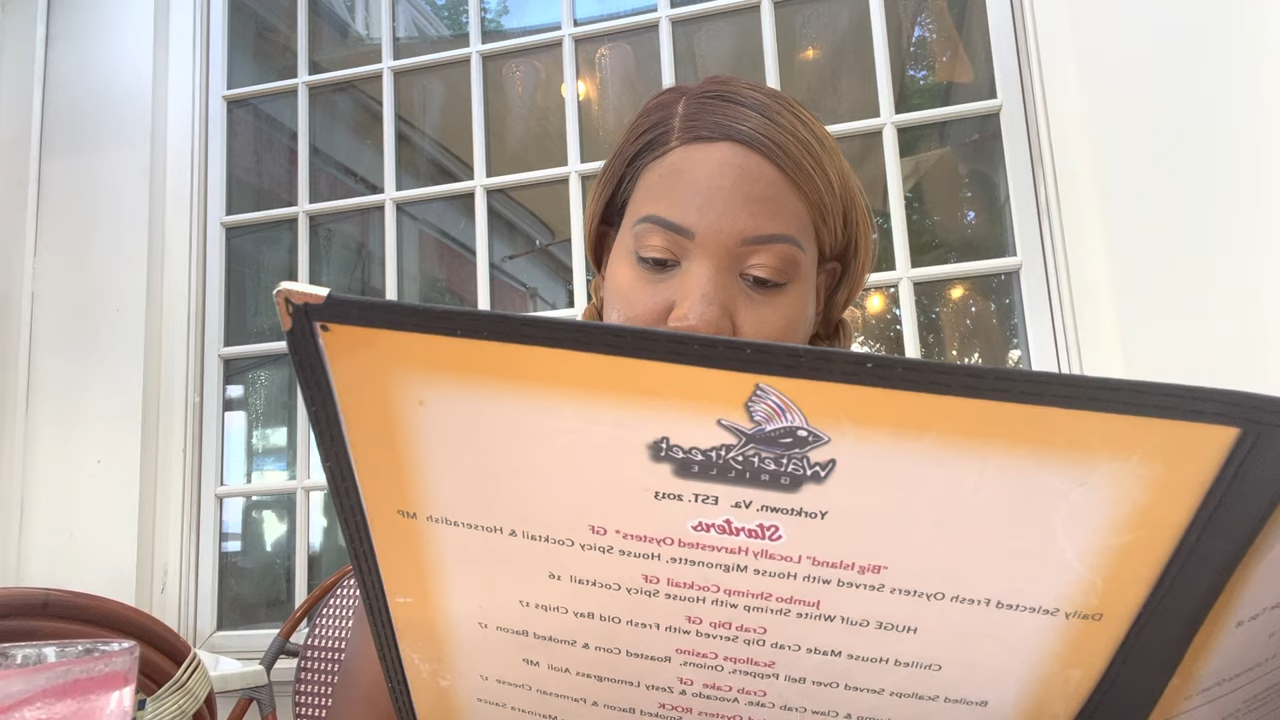 Water Street
GRILLE
Yorktown, Va. EST. 2013
Starters
"Big Island" Locally Harvested Oysters* GF
Daily Selected Fresh Oysters Served with House Mignonette, House Spicy Cocktail & Horseradish MP
Jumbo Shrimp Cocktail GF
HUGE Gulf White Shrimp with House Spicy Cocktail 16
Crab Dip GF
Chilled House Made Crab Dip Served with Fresh Old Bay Chips 17
Scallops Casino
Broiled Scallops Served Over Bell Peppers, Onions, Roasted Corn & Smoked Bacon 17
Crab Cake GF
& Claw Crab Cake, Avocado & Zesty Lemongrass Aioli MP
Oysters ROCK
Smoked Bacon & Parmesan Cheese 17
Marinara Sauce